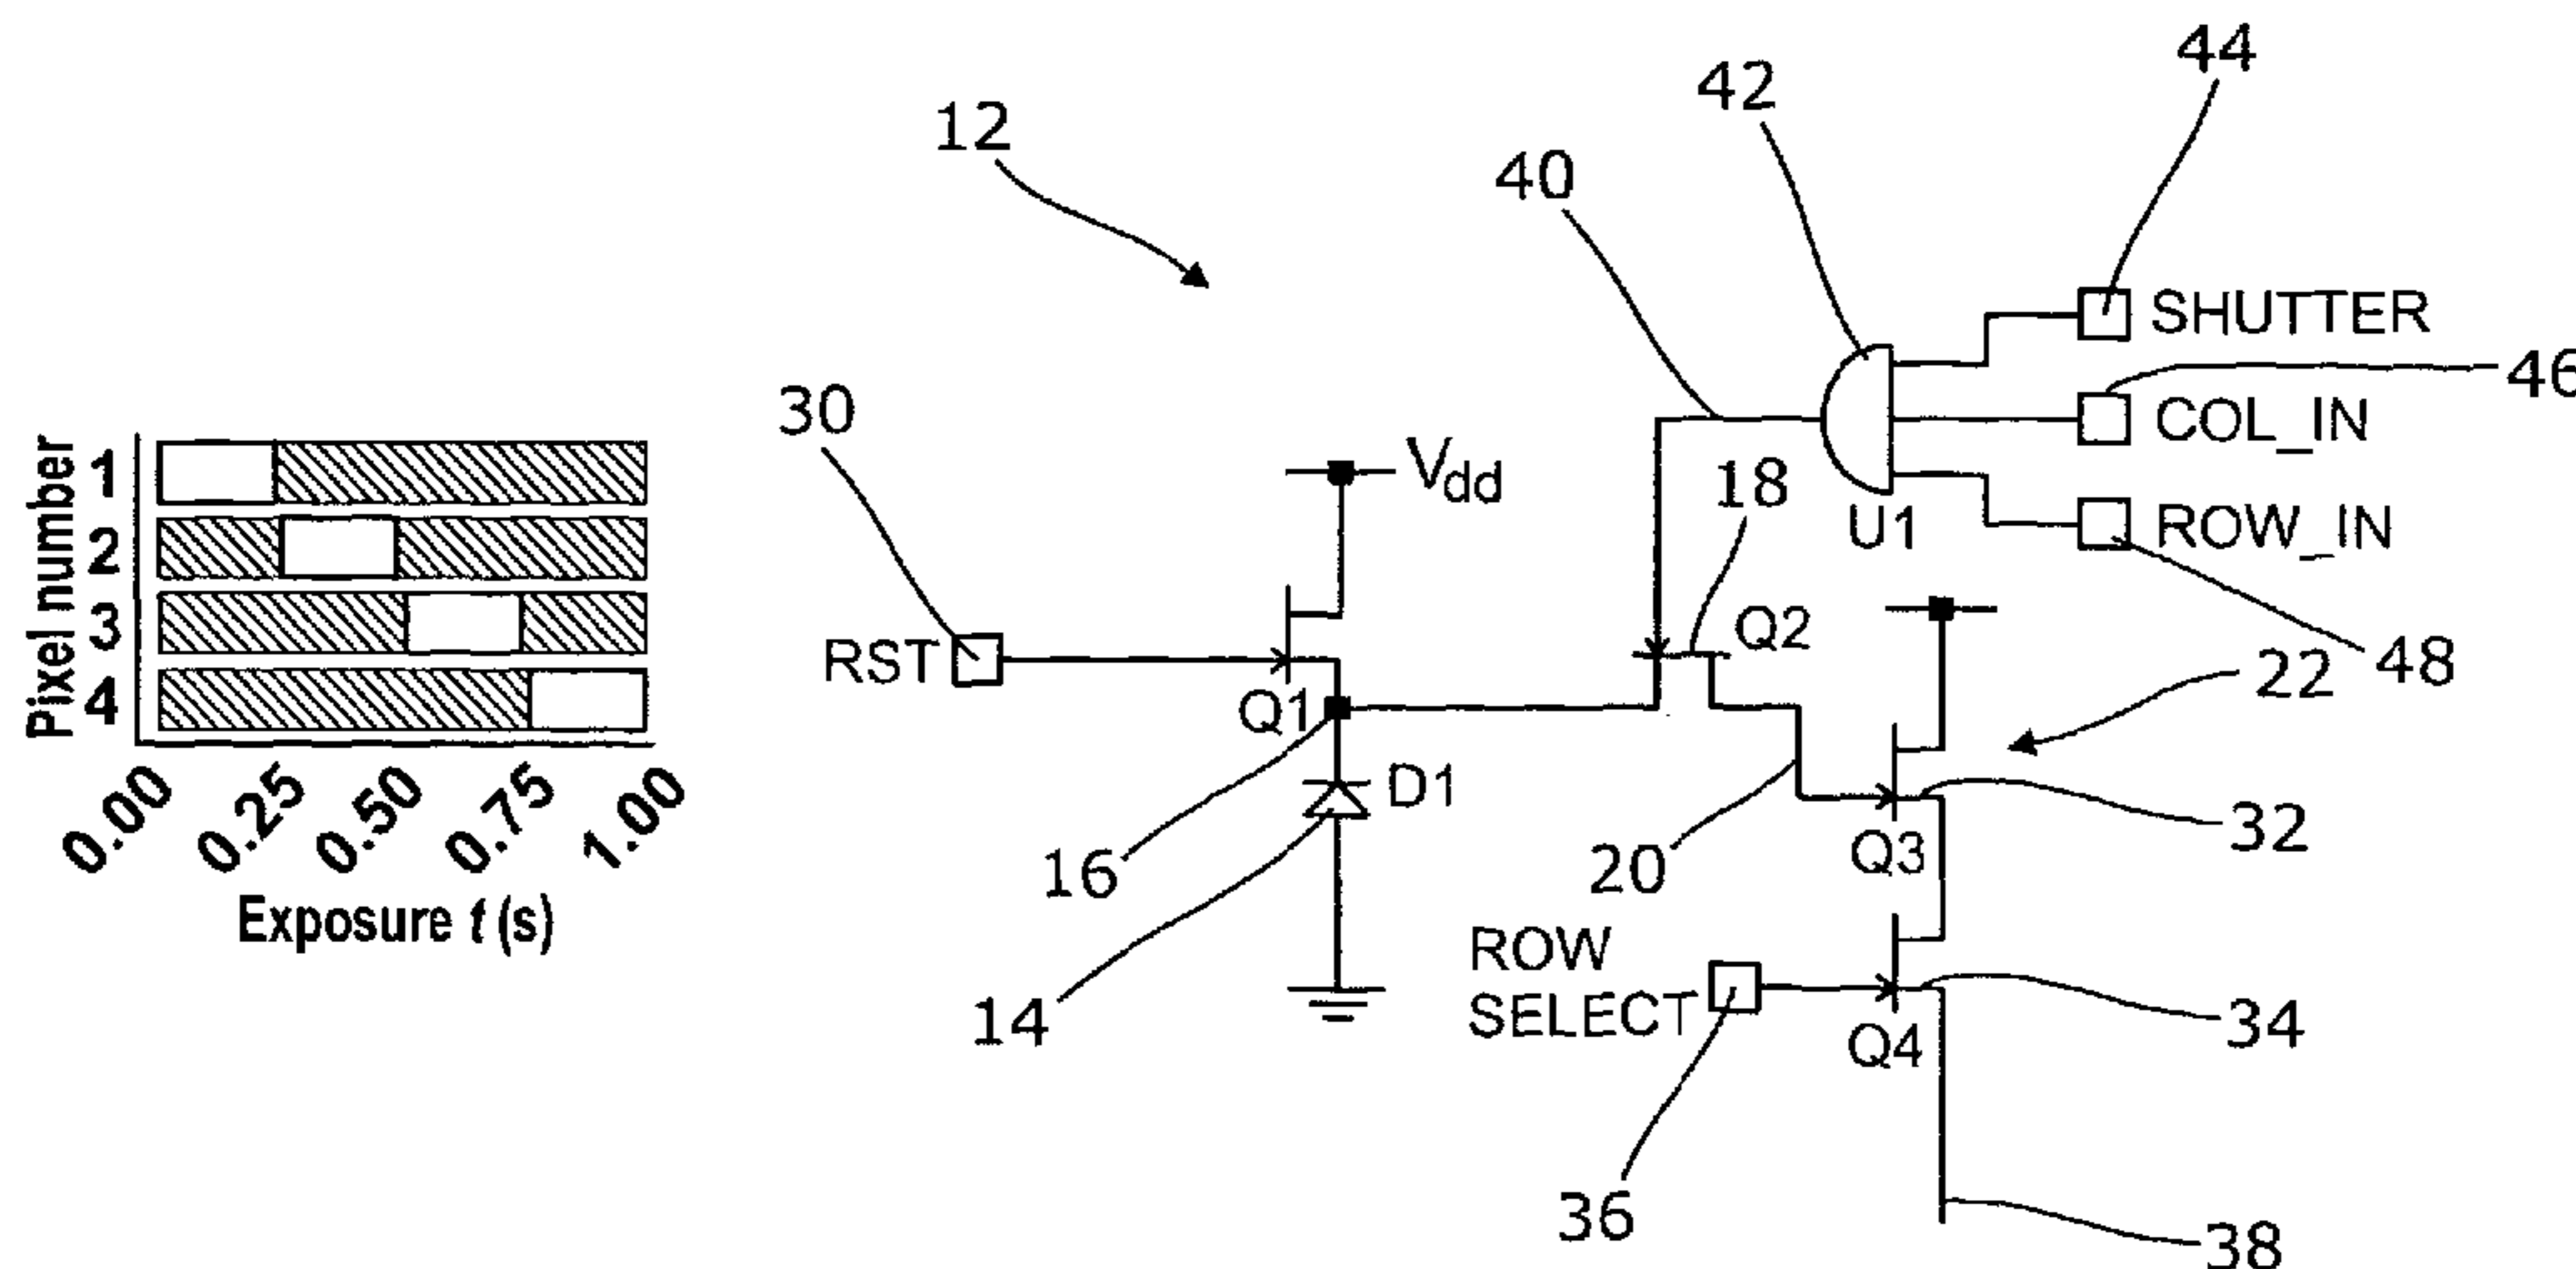 Pixel number
1
2
3
4
0.00
0.25
0.50
0.75
1.00
Exposure t (s)
12
30
RST
Vdd
Q1
16
D1
14
40
42
44
SHUTTER
46
COL_IN
ROW_IN
48
U1
18
Q2
22
20
Q3
32
ROW
SELECT
Q4
34
36
38